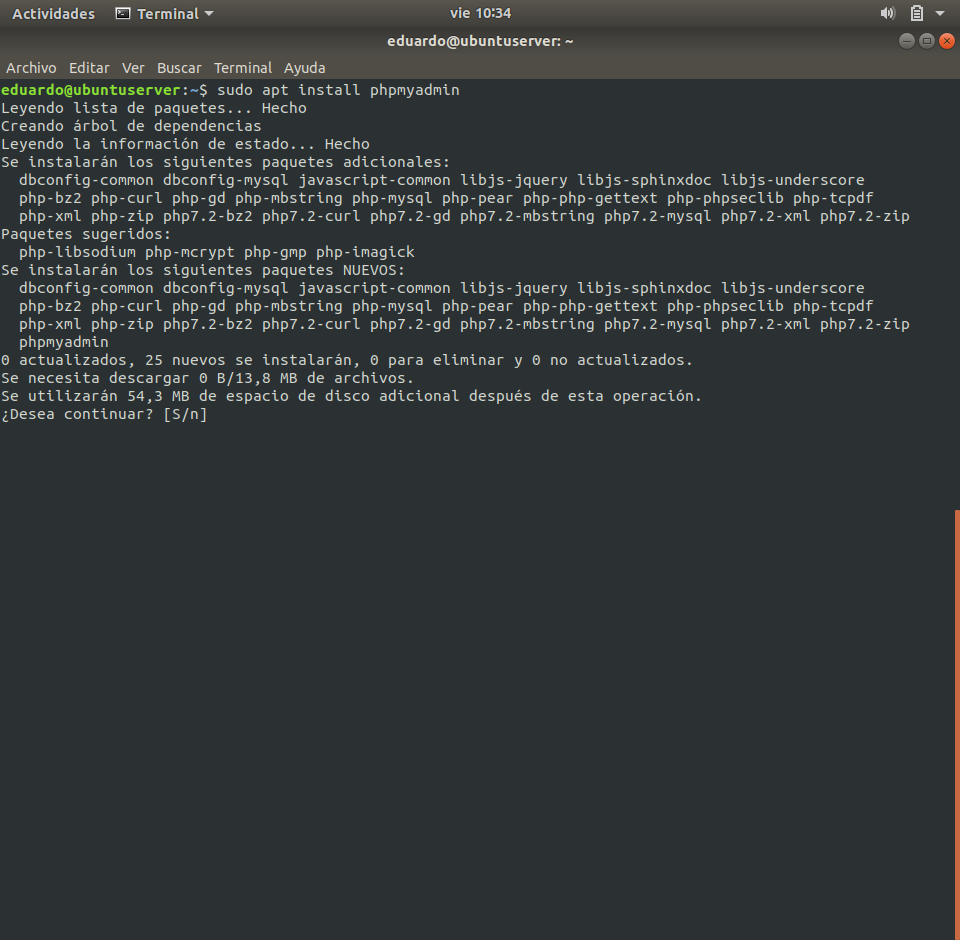 Actividades Terminal vie 10:34
eduardo@ubuntuserver: ~
Archivo Editar Ver Buscar Terminal Ayuda
eduardo@ubuntuserver:~$ sudo apt install phpmyadmin
Leyendo lista de paquetes... Hecho
Creando árbol de dependencias
Leyendo la información de estado... Hecho
Se instalarán los siguientes paquetes adicionales:
  dbconfig-common dbconfig-mysql javascript-common libjs-jquery libjs-sphinxdoc libjs-underscore
  php-bz2 php-curl php-gd php-mbstring php-mysql php-pear php-php-gettext php-phpseclib php-tcpdf
  php-xml php-zip php7.2-bz2 php7.2-curl php7.2-gd php7.2-mbstring php7.2-mysql php7.2-xml php7.2-zip
Paquetes sugeridos:
  php-libsodium php-mcrypt php-gmp php-imagick
Se instalarán los siguientes paquetes NUEVOS:
  dbconfig-common dbconfig-mysql javascript-common libjs-jquery libjs-sphinxdoc libjs-underscore
  php-bz2 php-curl php-gd php-mbstring php-mysql php-pear php-php-gettext php-phpseclib php-tcpdf
  php-xml php-zip php7.2-bz2 php7.2-curl php7.2-gd php7.2-mbstring php7.2-mysql php7.2-xml php7.2-zip
  phpmyadmin
0 actualizados, 25 nuevos se instalarán, 0 para eliminar y 0 no actualizados.
Se necesita descargar 0 B/13,8 MB de archivos.
Se utilizarán 54,3 MB de espacio de disco adicional después de esta operación.
¿Desea continuar? [S/n]